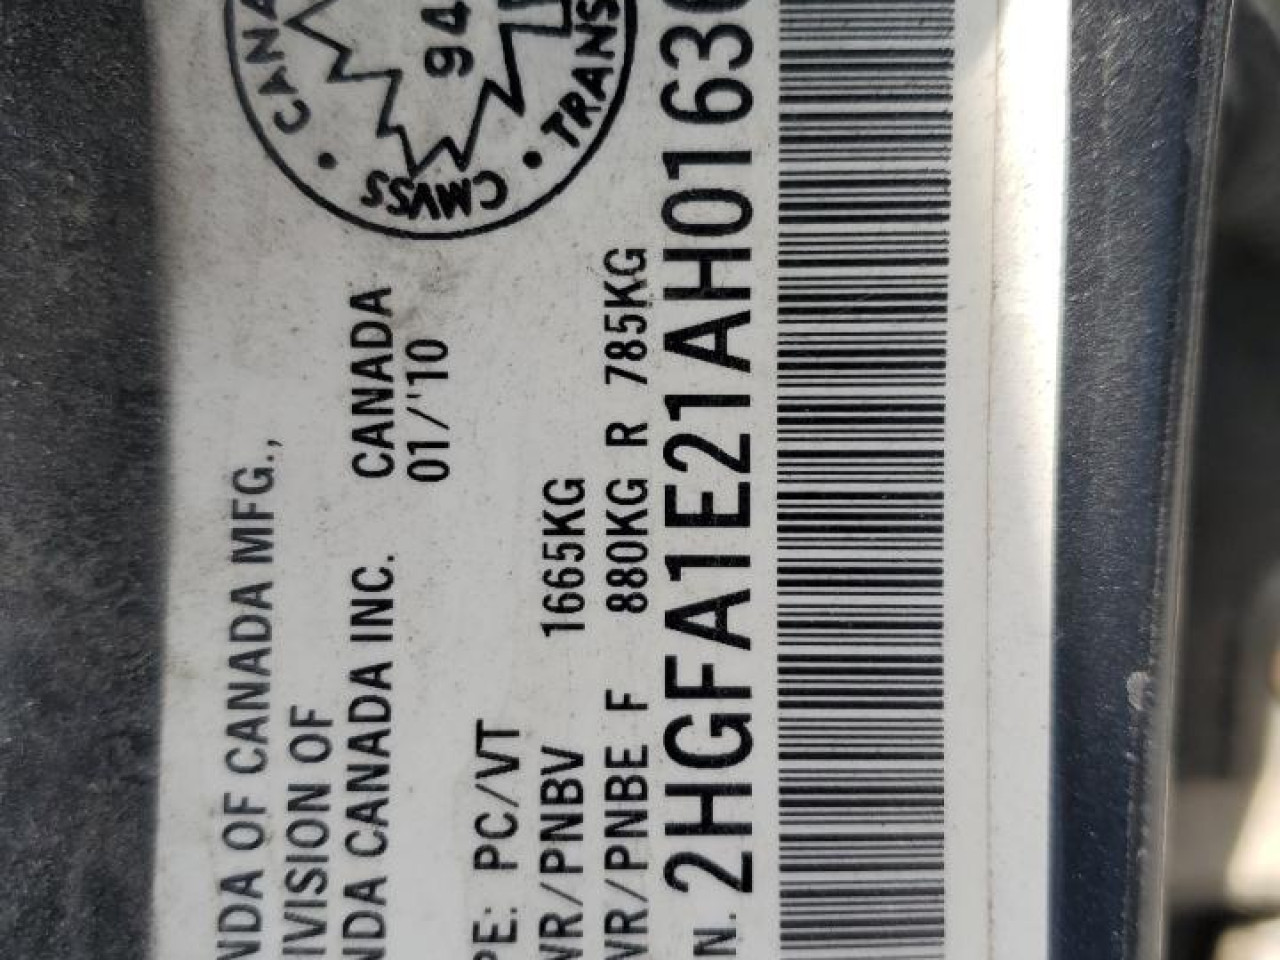 NDA OF CANADA MFG.,
IVISION OF
NDA CANADA INC. CANADA
01/'10
PE: PC/VT
WR/PNBV 1665KG
WR/PNBE F 880KG R 785KG
N. 2HGFA1E21AH0163
CANA
94
TRANS
CMVSS